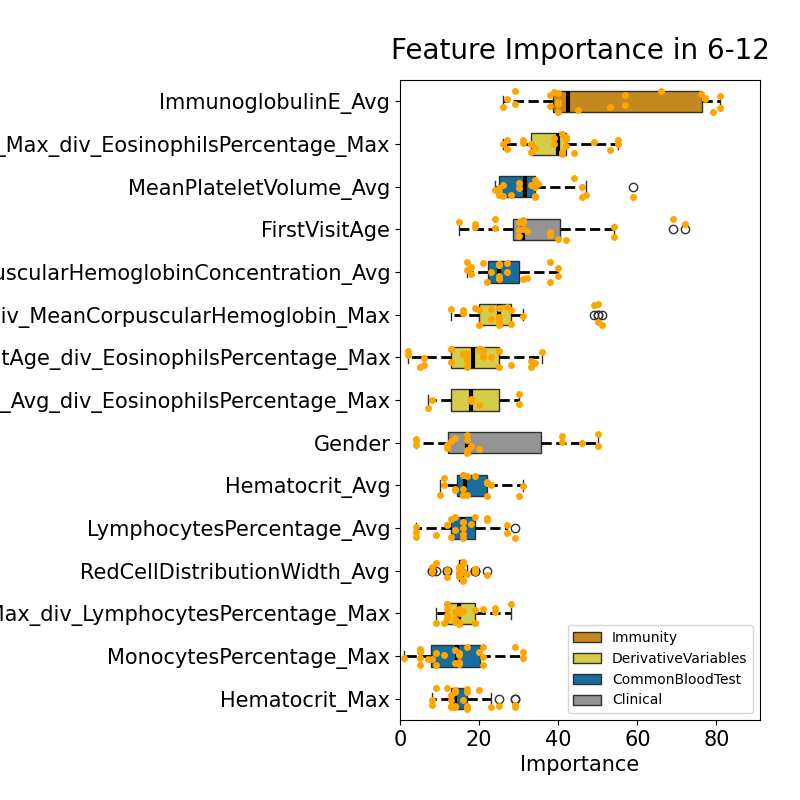 Feature Importance in 6-12
ImmunoglobulinE_Avg
_Max_div_EosinophilsPercentage_Max
MeanPlateletVolume_Avg
FirstVisitAge
uscularHemoglobinConcentration_Avg
iv_MeanCorpuscularHemoglobin_Max
tAge_div_EosinophilsPercentage_Max
_Avg_div_EosinophilsPercentage_Max
Gender
Hematocrit_Avg
LymphocytesPercentage_Avg
RedCellDistributionWidth_Avg
Max_div_LymphocytesPercentage_Max
MonocytesPercentage_Max
Hematocrit_Max
Immunity
DerivativeVariables
CommonBloodTest
Clinical
0 20 40 60 80
Importance